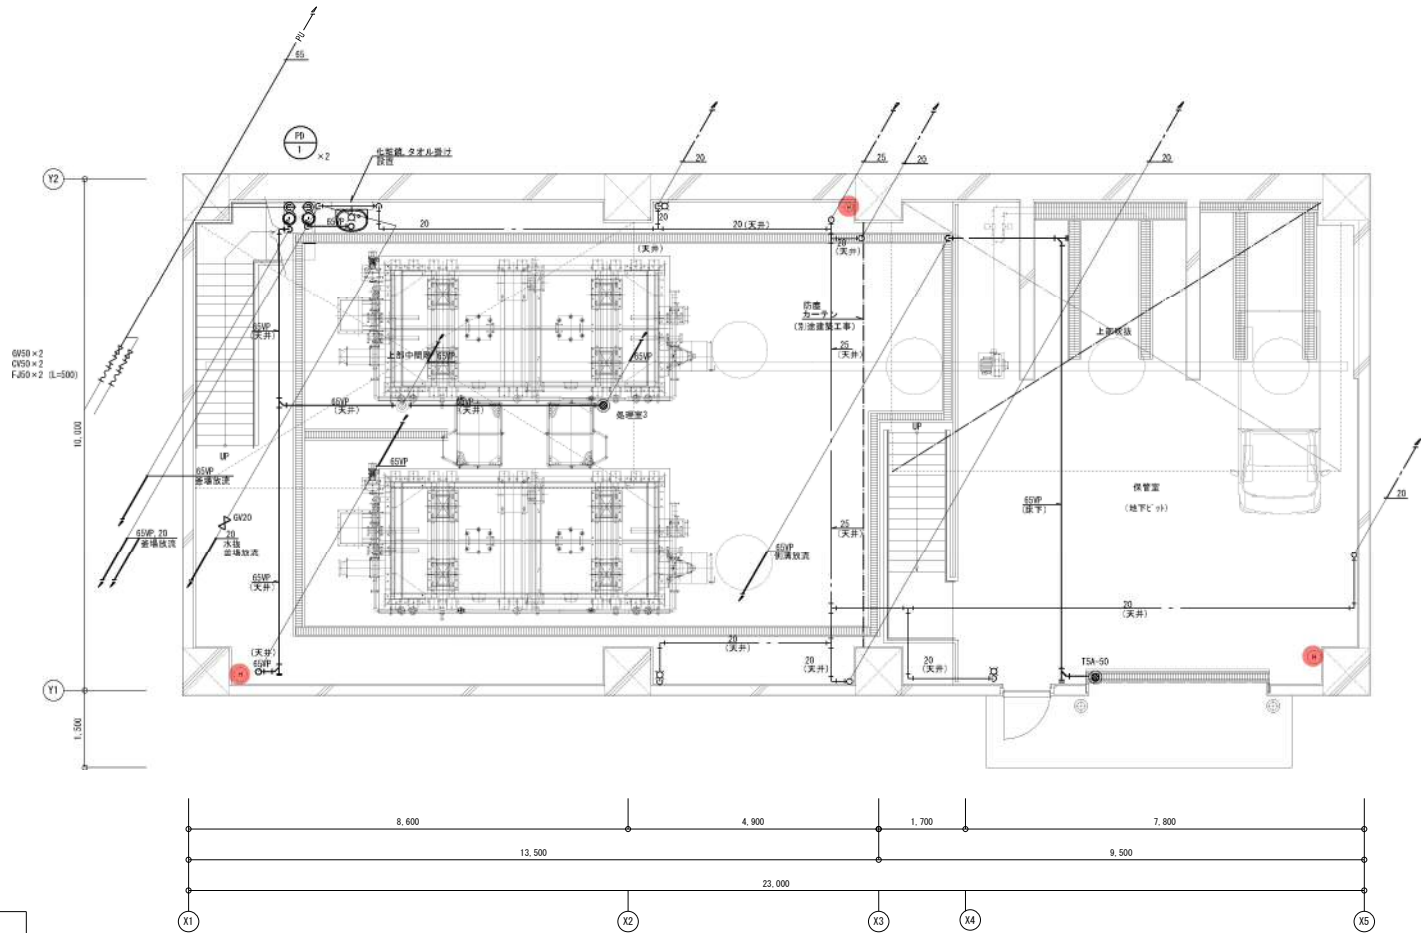 PU
65
PD
1
×2
化粧鏡、タオル掛け
設置
20
25
20
20
Y2
65VP
20
20
20(天井)
(天井)
20
(天井)
防塵
カーテン
(別途建築工事)
上部吹抜
65VP
(天井)
上部中間階
65VP
65VP
25
(天井)
GV50×2
CV50×2
FJ50×2 (L=500)
65VP
(天井)
65VP
(天井)
処理室3
10,000
UP
UP
65VP
釜場放流
65VP
保管室
(地下ピット)
65VP
(床下)
20
GV20
65VP,20
釜場放流
20
水抜
釜場放流
25
(天井)
65VP
側溝放流
65VP
(天井)
20
(天井)
20
(天井)
(天井)
65VP
H
H
H
20
(天井)
20
(天井)
T5A-50
Y1
1,500
8,600
4,900
1,700
7,800
13,500
9,500
23,000
X1
X2
X3
X4
X5